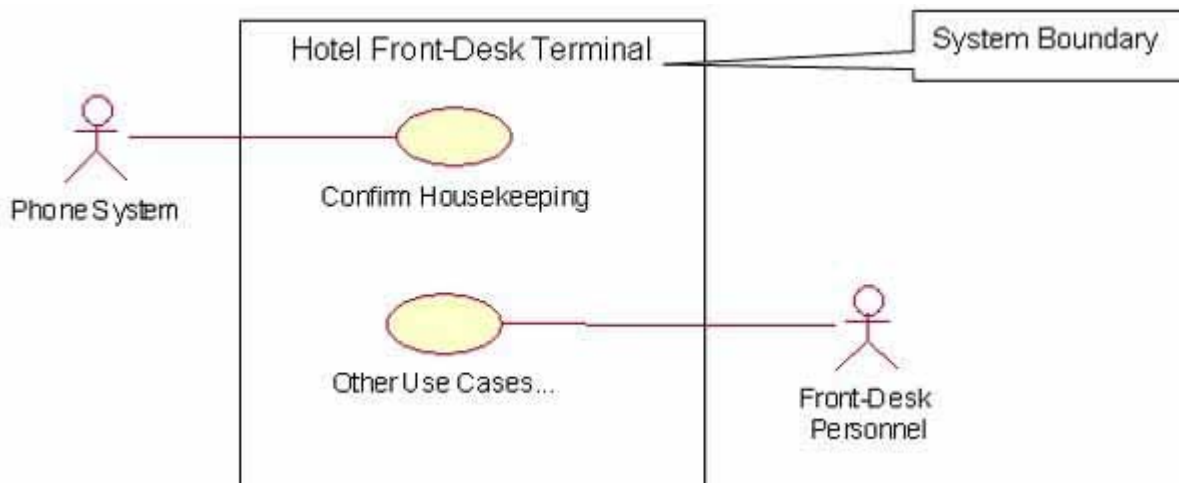 Hotel Front-Desk Terminal
System Boundary
Confirm Housekeeping
Phone System
Other Use Cases...
Front-Desk
Personnel